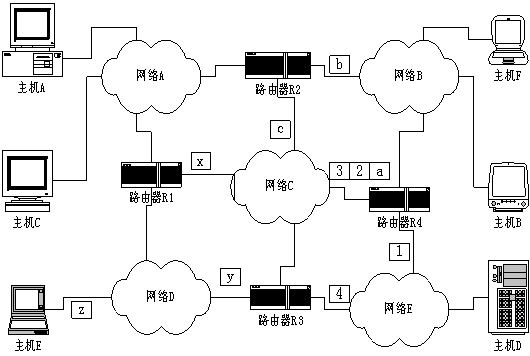 网络A
网络B
主机A
路由器R2
b
主机F
c
x
3 2 a
网络C
主机C
路由器R1
路由器R4
主机B
1
y
4
z
网络D
网络E
主机E
路由器R3
主机D